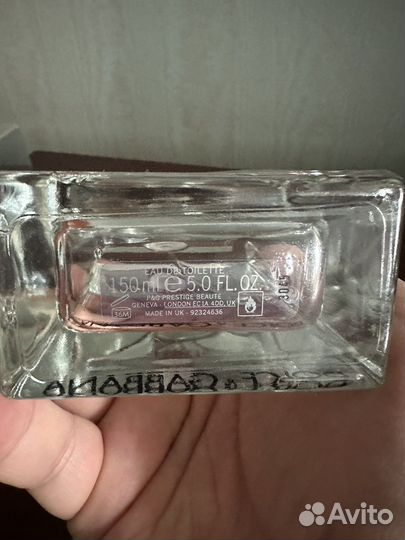 EAU DE TOILETTE
150 ml e 5.0 FL. OZ.
P&G PRESTIGE BEAUTE
GENEVA - LONDON EC1A 4DD, UK
MADE IN UK - 92324636
36M
GABBANA
Avito